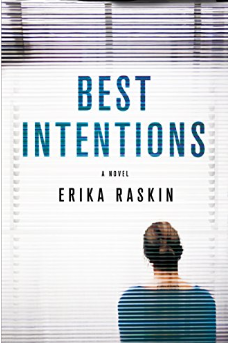 BEST
INTENTIONS
A NOVEL
ERIKA RASKIN